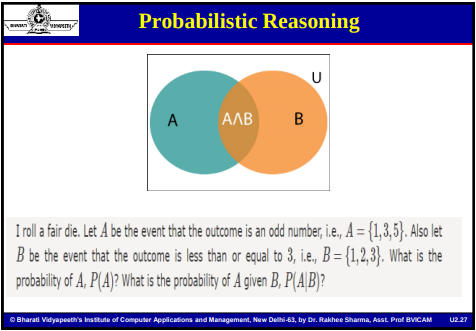 BHARATI VIDYAPEETH
Probabilistic Reasoning
U
A
A∧B
B
I roll a fair die. Let A be the event that the outcome is an odd number, i.e., A = {1,3,5}. Also let
B be the event that the outcome is less than or equal to 3, i.e., B = {1,2,3}. What is the
probability of A, P(A)? What is the probability of A given B, P(A|B)?
© Bharati Vidyapeeth's Institute of Computer Applications and Management, New Delhi-63, by Dr. Rakhee Sharma, Asst. Prof BVICAM U2.27